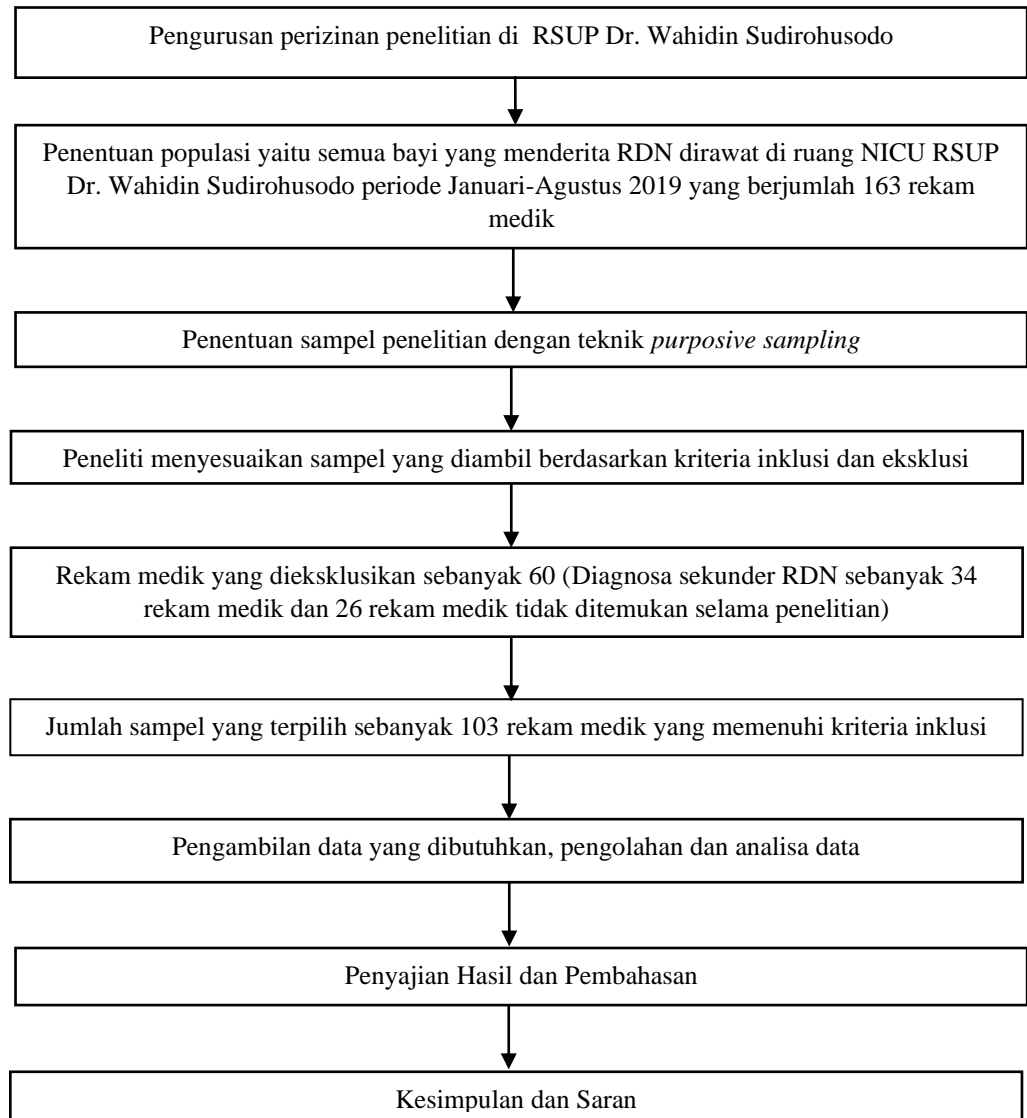 Pengurusan perizinan penelitian di RSUP Dr. Wahidin Sudirohusodo
Penentuan populasi yaitu semua bayi yang menderita RDN dirawat di ruang NICU RSUP
Dr. Wahidin Sudirohusodo periode Januari-Agustus 2019 yang berjumlah 163 rekam
medik
Penentuan sampel penelitian dengan teknik purposive sampling
Peneliti menyesuaikan sampel yang diambil berdasarkan kriteria inklusi dan eksklusi
Rekam medik yang dieksklusikan sebanyak 60 (Diagnosa sekunder RDN sebanyak 34
rekam medik dan 26 rekam medik tidak ditemukan selama penelitian)
Jumlah sampel yang terpilih sebanyak 103 rekam medik yang memenuhi kriteria inklusi
Pengambilan data yang dibutuhkan, pengolahan dan analisa data
Penyajian Hasil dan Pembahasan
Kesimpulan dan Saran